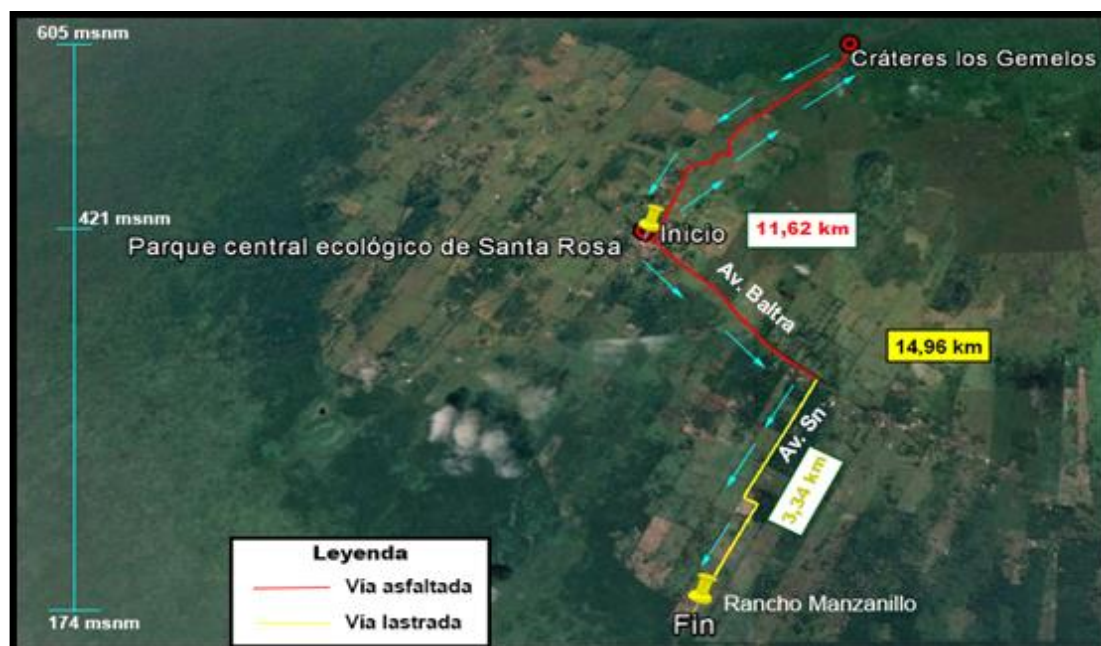 605 msnm
Cráteres los Gemelos
421 msnm
Inicio
11,62 km
Parque central ecológico de Santa Rosa
Av. Baltra
14,96 km
Av. Sn
3,34 km
Leyenda
Vía asfaltada
Vía lastrada
Rancho Manzanillo
174 msnm
Fin